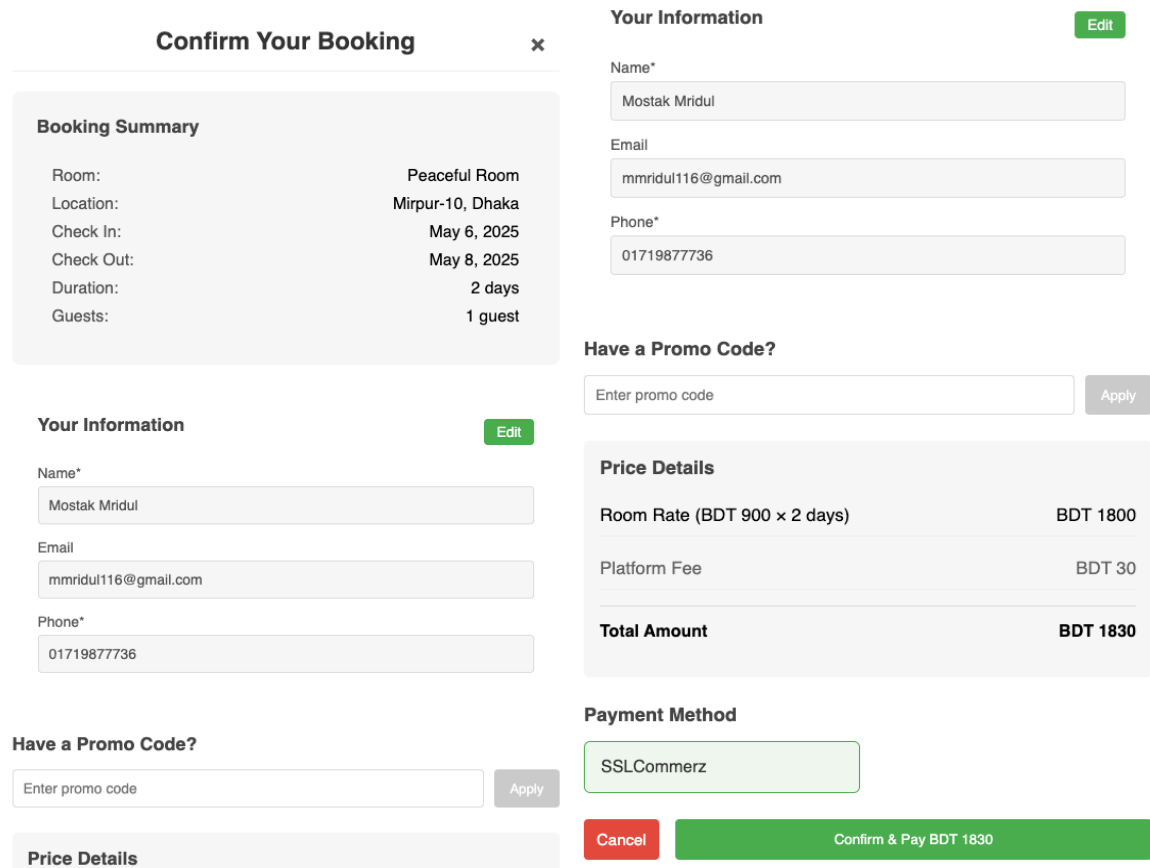 Confirm Your Booking ×
Booking Summary
Room: Peaceful Room
Location: Mirpur-10, Dhaka
Check In: May 6, 2025
Check Out: May 8, 2025
Duration: 2 days
Guests: 1 guest
Your Information Edit
Name*
Mostak Mridul
Email
mmridul116@gmail.com
Phone*
01719877736
Have a Promo Code?
Enter promo code Apply
Price Details
Your Information Edit
Name*
Mostak Mridul
Email
mmridul116@gmail.com
Phone*
01719877736
Have a Promo Code?
Enter promo code Apply
Price Details
Room Rate (BDT 900 × 2 days) BDT 1800
Platform Fee BDT 30
Total Amount BDT 1830
Payment Method
SSLCommerz
Cancel Confirm & Pay BDT 1830